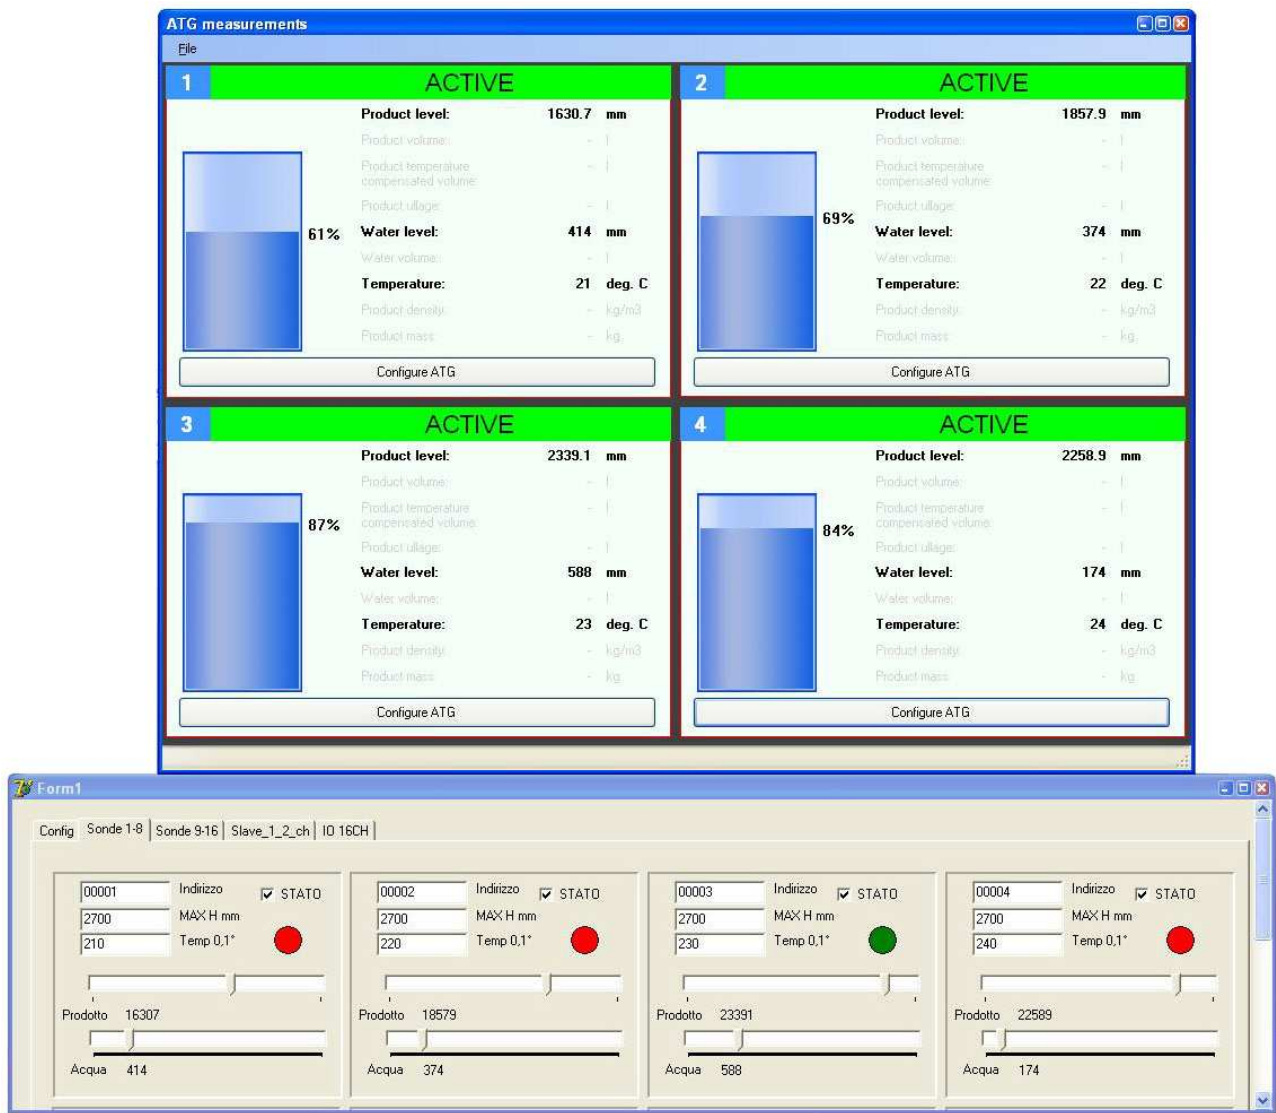 ATG measurements
File
1 ACTIVE
Product level: 1630.7 mm
Product volume: - l
Product temperature
compensated volume: - l
Product ullage: - l
61%
Water level: 414 mm
Water volume: - l
Temperature: 21 deg. C
Product density: - kg/m3
Product mass - kg
Configure ATG
2 ACTIVE
Product level: 1857.9 mm
Product volume: - l
Product temperature
compensated volume: - l
Product ullage: - l
69%
Water level: 374 mm
Water volume: - l
Temperature: 22 deg. C
Product density: - kg/m3
Product mass - kg
Configure ATG
3 ACTIVE
Product level: 2339.1 mm
Product volume: - l
87%
Product temperature
compensated volume: - l
Product ullage: - l
Water level: 588 mm
Water volume: - l
Temperature: 23 deg. C
Product density: - kg/m3
Product mass - kg
Configure ATG
4 ACTIVE
Product level: 2258.9 mm
Product volume: - l
Product temperature
compensated volume: - l
84%
Product ullage: - l
Water level: 174 mm
Water volume: - l
Temperature: 24 deg. C
Product density: - kg/m3
Product mass - kg
Configure ATG
Form1
Config Sonde 1-8 Sonde 9-16 Slave_1_2_ch IO 16CH
00001 Indirizzo STATO
2700 MAX H mm
210 Temp 0,1°
Prodotto 16307
Acqua 414
00002 Indirizzo STATO
2700 MAX H mm
220 Temp 0,1°
Prodotto 18579
Acqua 374
00003 Indirizzo STATO
2700 MAX H mm
230 Temp 0,1°
Prodotto 23391
Acqua 588
00004 Indirizzo STATO
2700 MAX H mm
240 Temp 0,1°
Prodotto 22589
Acqua 174